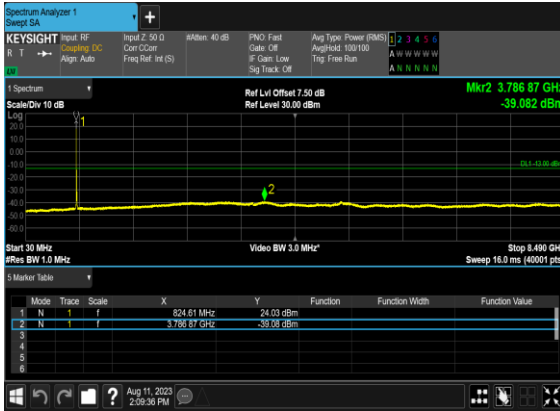 Spectrum Analyzer 1
Swept SA
+
KEYSIGHT Input: RF Input Z: 50 Ω #Atten: 40 dB PNO: Fast Avg Type: Power (RMS) 1 2 3 4 5 6
R T Coupling: DC Corr CCorr Gate: Off Avg|Hold: 100/100 A W W W W W
Align: Auto Freq Ref: Int (S) IF Gain: Low Trig: Free Run
Sig Track: Off A N N N N N
1 Spectrum
Scale/Div 10 dB
Ref Lvl Offset 7.50 dB
Ref Level 30.00 dBm
Mkr2 3.786 87 GHz
-39.082 dBm
Log
20.0
10.0
0.00
-10.0
-20.0
-30.0
-40.0
-50.0
-60.0
1
2
DL1 -13.00 dBm
Start 30 MHz Video BW 3.0 MHz* Stop 8.490 GH
#Res BW 1.0 MHz Sweep 16.0 ms (40001 pts
5 Marker Table
Mode Trace Scale X Y Function Function Width Function Value
1 N 1 f 824.61 MHz 24.03 dBm
2 N 1 f 3.786 87 GHz -39.08 dBm
3
4
5
6
? Aug 11, 2023
2:09:36 PM